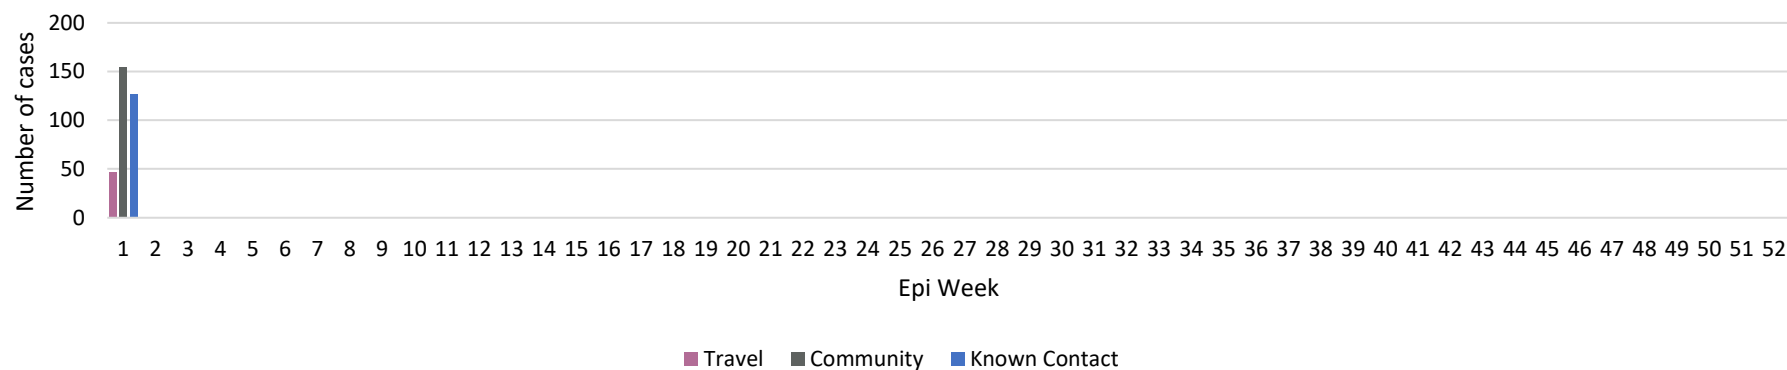 Number of cases
200
150
100
50
0
1 2 3 4 5 6 7 8 9 10 11 12 13 14 15 16 17 18 19 20 21 22 23 24 25 26 27 28 29 30 31 32 33 34 35 36 37 38 39 40 41 42 43 44 45 46 47 48 49 50 51 52
Epi Week
Travel Community Known Contact